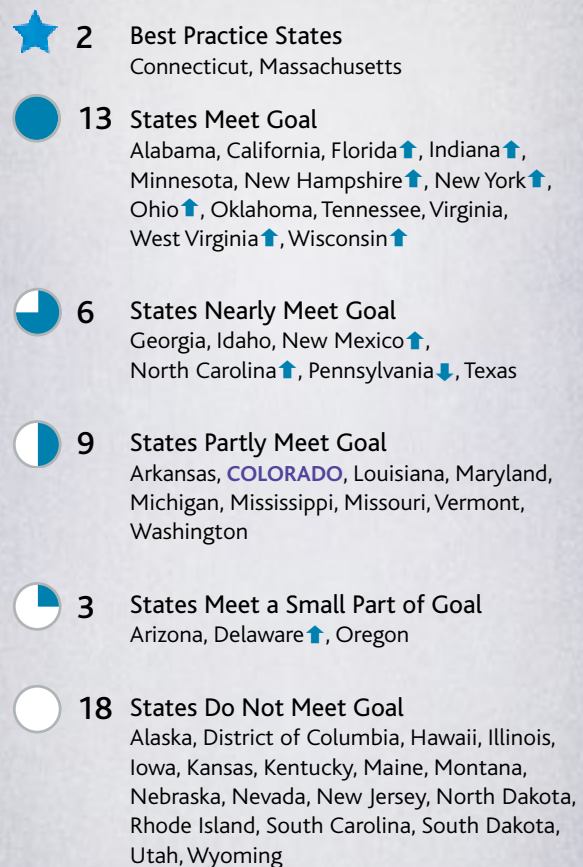 2 Best Practice States
Connecticut, Massachusetts
13 States Meet Goal
Alabama, California, Florida⬆, Indiana⬆,
Minnesota, New Hampshire⬆, New York⬆,
Ohio⬆, Oklahoma, Tennessee, Virginia,
West Virginia⬆, Wisconsin⬆
6 States Nearly Meet Goal
Georgia, Idaho, New Mexico⬆,
North Carolina⬆, Pennsylvania⬇, Texas
9 States Partly Meet Goal
Arkansas, COLORADO, Louisiana, Maryland,
Michigan, Mississippi, Missouri, Vermont,
Washington
3 States Meet a Small Part of Goal
Arizona, Delaware⬆, Oregon
18 States Do Not Meet Goal
Alaska, District of Columbia, Hawaii, Illinois,
Iowa, Kansas, Kentucky, Maine, Montana,
Nebraska, Nevada, New Jersey, North Dakota,
Rhode Island, South Carolina, South Dakota,
Utah, Wyoming